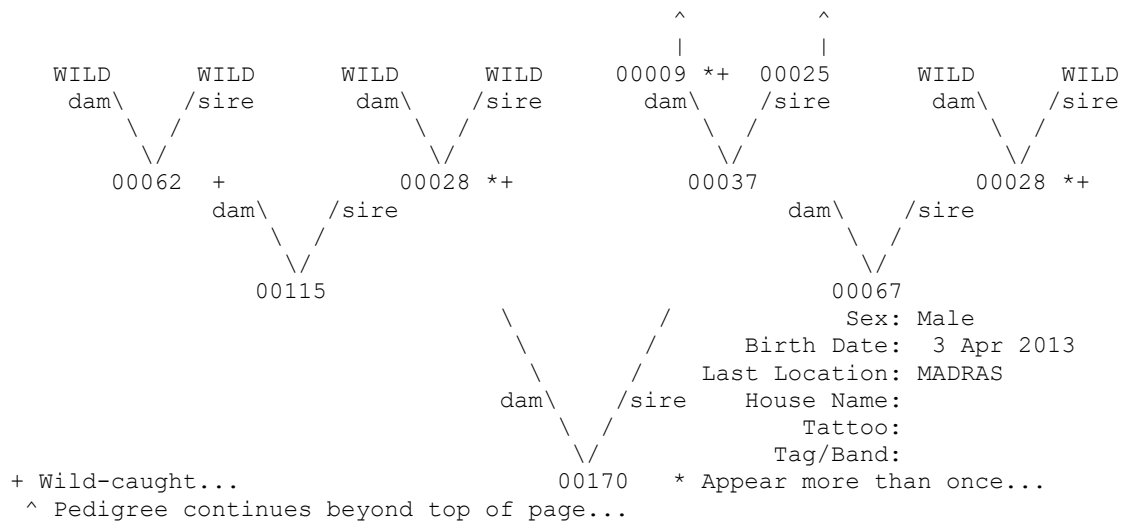 ^ ^
| |
WILD WILD WILD WILD 00009 *+ 00025 WILD WILD
dam\ /sire dam\ /sire dam\ /sire dam\ /sire
\ / \ / \ / \ /
\/ \/ \/ \/
00062 + 00028 *+ 00037 00028 *+
dam\ /sire dam\ /sire
\ / \ /
\/ \/
00115 00067
\ / Sex: Male
\ / Birth Date: 3 Apr 2013
\ / Last Location: MADRAS
dam\ /sire House Name:
\ / Tattoo:
\/ Tag/Band:
+ Wild-caught... 00170 * Appear more than once...
^ Pedigree continues beyond top of page...